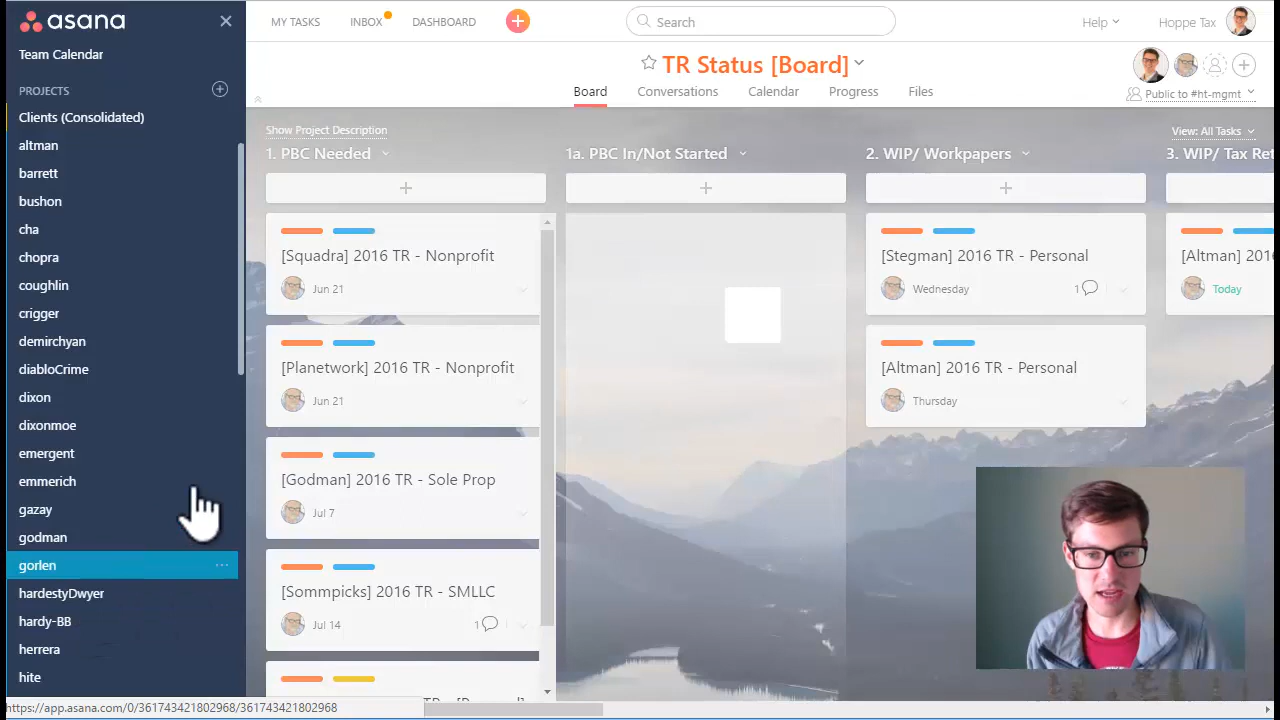 asana
Team Calendar
PROJECTS
Clients (Consolidated)
altman
barrett
bushon
cha
chopra
coughlin
crigger
demirchyan
diabloCrime
dixon
dixonmoe
emergent
emmerich
gazay
godman
gorlen
hardestyDwyer
hardy-BB
herrera
hite
https://app.asana.com/0/361743421802968/361743421802968
MY TASKS INBOX DASHBOARD
Search
Help
Hoppe Tax
TR Status [Board]
Board Conversations Calendar Progress Files
Public to #ht-mgmt
Show Project Description
View: All Tasks
1. PBC Needed
[Squadra] 2016 TR - Nonprofit
Jun 21
[Planetwork] 2016 TR - Nonprofit
Jun 21
[Godman] 2016 TR - Sole Prop
Jul 7
[Sommpicks] 2016 TR - SMLLC
Jul 14
1
1a. PBC In/Not Started
2. WIP/ Workpapers
[Stegman] 2016 TR - Personal
Wednesday
1
[Altman] 2016 TR - Personal
Thursday
3. WIP/ Tax Ret
[Altman] 20
Today